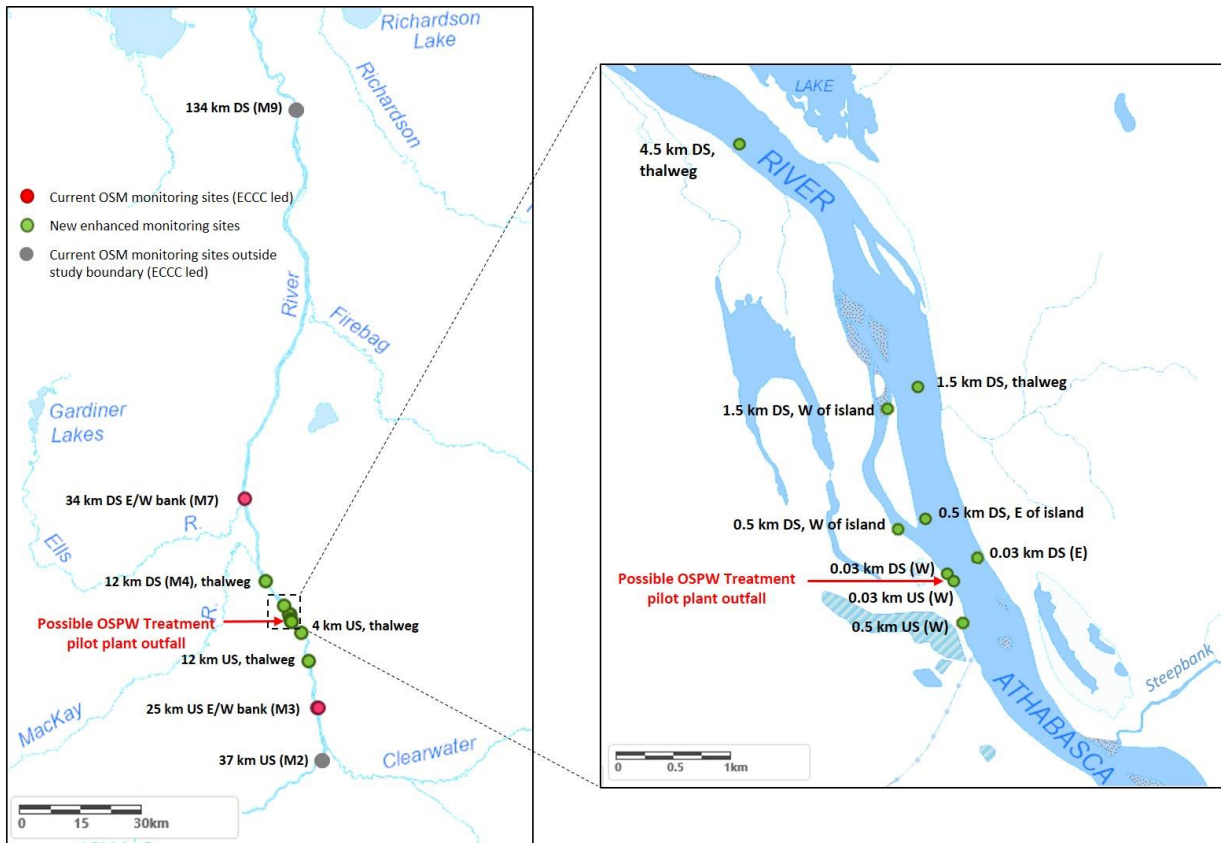 Richardson
Lake
Richardson
134 km DS (M9)
Current OSM monitoring sites (ECCC led)
New enhanced monitoring sites
Current OSM monitoring sites outside
study boundary (ECCC led)
River
Firebag
Gardiner
Lakes
34 km DS E/W bank (M7)
R.
Ells
12 km DS (M4), thalweg
R.
Possible OSPW Treatment
pilot plant outfall
4 km US, thalweg
12 km US, thalweg
25 km US E/W bank (M3)
MacKay
Clearwater
37 km US (M2)
0 15 30km
LAKE
4.5 km DS,
thalweg
RIVER
1.5 km DS, thalweg
1.5 km DS, W of island
0.5 km DS, E of island
0.5 km DS, W of island
0.03 km DS (E)
0.03 km DS (W)
Possible OSPW Treatment
pilot plant outfall
0.03 km US (W)
0.5 km US (W)
Steepbank
ATHABASCA
0 0.5 1km